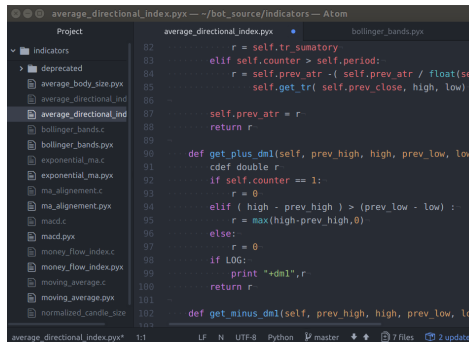 average_directional_index.pyx — ~/bot_source/indicators — Atom
Project
indicators
deprecated
average_body_size.pyx
average_directional_ind
average_directional_ind
bollinger_bands.c
bollinger_bands.pyx
exponential_ma.c
exponential_ma.pyx
ma_alignement.c
ma_alignement.pyx
macd.c
macd.pyx
money_flow_index.c
money_flow_index.pyx
moving_average.c
moving_average.pyx
normalized_candle_size
average_directional_index.pyx
bollinger_bands.pyx
82 r = self.tr_sumatory
83 elif self.counter > self.period:
84 r = self.prev_atr -( self.prev_atr / float(se
85 self.get_tr( self.prev_close, high, low)
86
87 self.prev_atr = r
88 return r
89
90 def get_plus_dm1(self, prev_high, high, prev_low, low
91 cdef double r
92 if self.counter == 1:
93 r = 0
94 elif ( high - prev_high ) > (prev_low - low) :
95 r = max(high-prev_high,0)
96 else:
97 r = 0
98 if LOG:
99 print "+dm1",r
100 return r
101
102 def get_minus_dm1(self, prev_high, high, prev_low, lo
103
average_directional_index.pyx* 1:1 LF N UTF-8 Python master 7 files 2 update